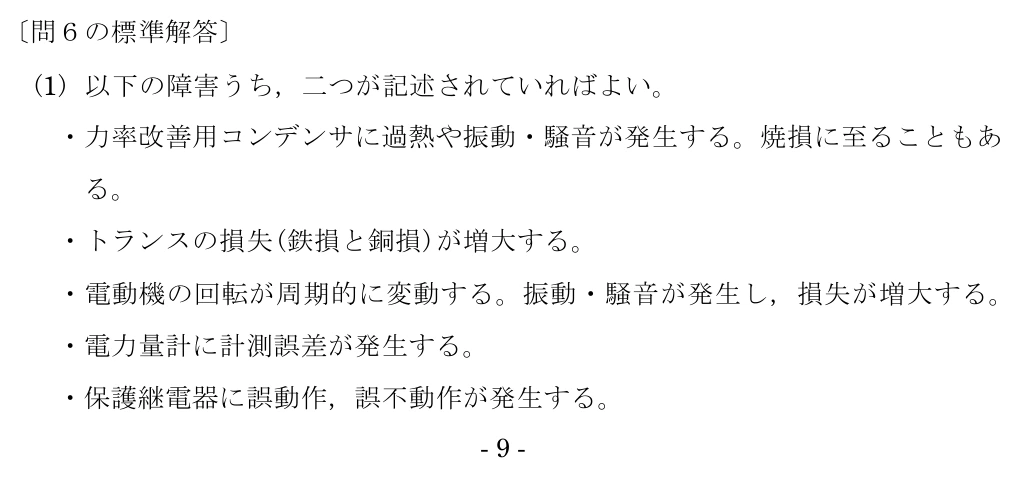 〔問６の標準解答〕
(1) 以下の障害うち，二つが記述されていればよい。
・力率改善用コンデンサに過熱や振動・騒音が発生する。焼損に至ることもあ
る。
・トランスの損失(鉄損と銅損)が増大する。
・電動機の回転が周期的に変動する。振動・騒音が発生し，損失が増大する。
・電力量計に計測誤差が発生する。
・保護継電器に誤動作，誤不動作が発生する。
- 9 -